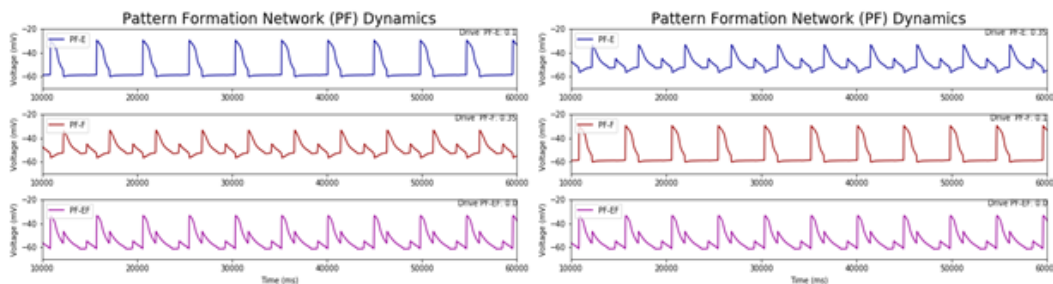 Pattern Formation Network (PF) Dynamics
Drive PF-E: 0.1
PF-E
Voltage (mV)
-20
-40
-60
10000 20000 30000 40000 50000 60000
Drive PF-F: 0.35
PF-F
Voltage (mV)
-20
-40
-60
10000 20000 30000 40000 50000 60000
Drive PF-EF: 0.0
PF-EF
Voltage (mV)
-20
-40
-60
10000 20000 30000 40000 50000 60000
Time (ms)
Pattern Formation Network (PF) Dynamics
Drive PF-E: 0.35
PF-E
Voltage (mV)
-20
-40
-60
10000 20000 30000 40000 50000 6000
Drive PF-F: 0.1
PF-F
Voltage (mV)
-20
-40
-60
10000 20000 30000 40000 50000 6000
Drive PF-EF: 0.0
PF-EF
Voltage (mV)
-20
-40
-60
10000 20000 30000 40000 50000 6000
Time (ms)